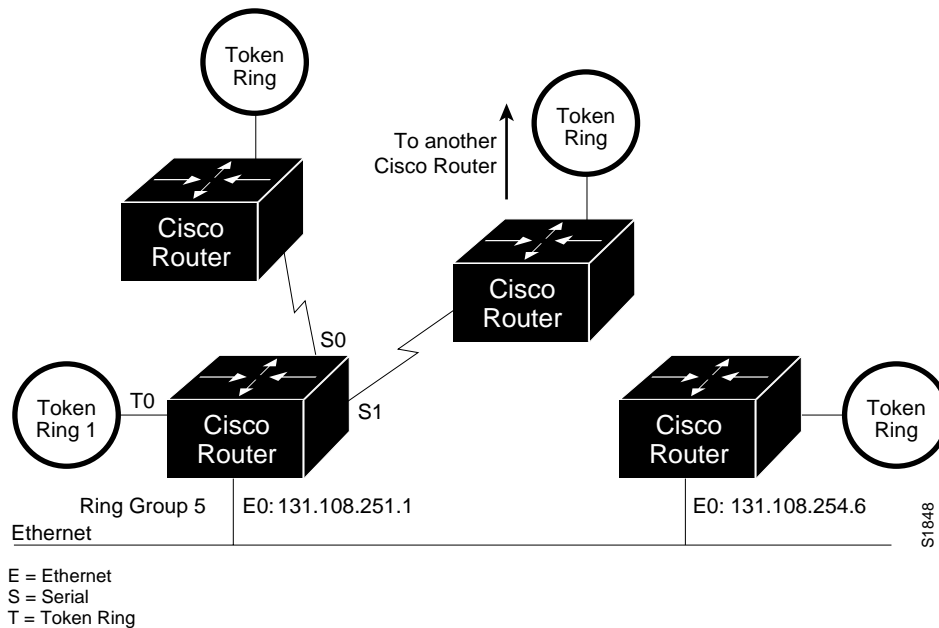 Token
Ring
To another
Cisco Router
Token
Ring
Cisco
Router
Cisco
Router
S0
S1
Token
Ring 1
T0
Cisco
Router
Cisco
Router
Token
Ring
Ring Group 5
E0: 131.108.251.1
E0: 131.108.254.6
Ethernet
S1848
E = Ethernet
S = Serial
T = Token Ring